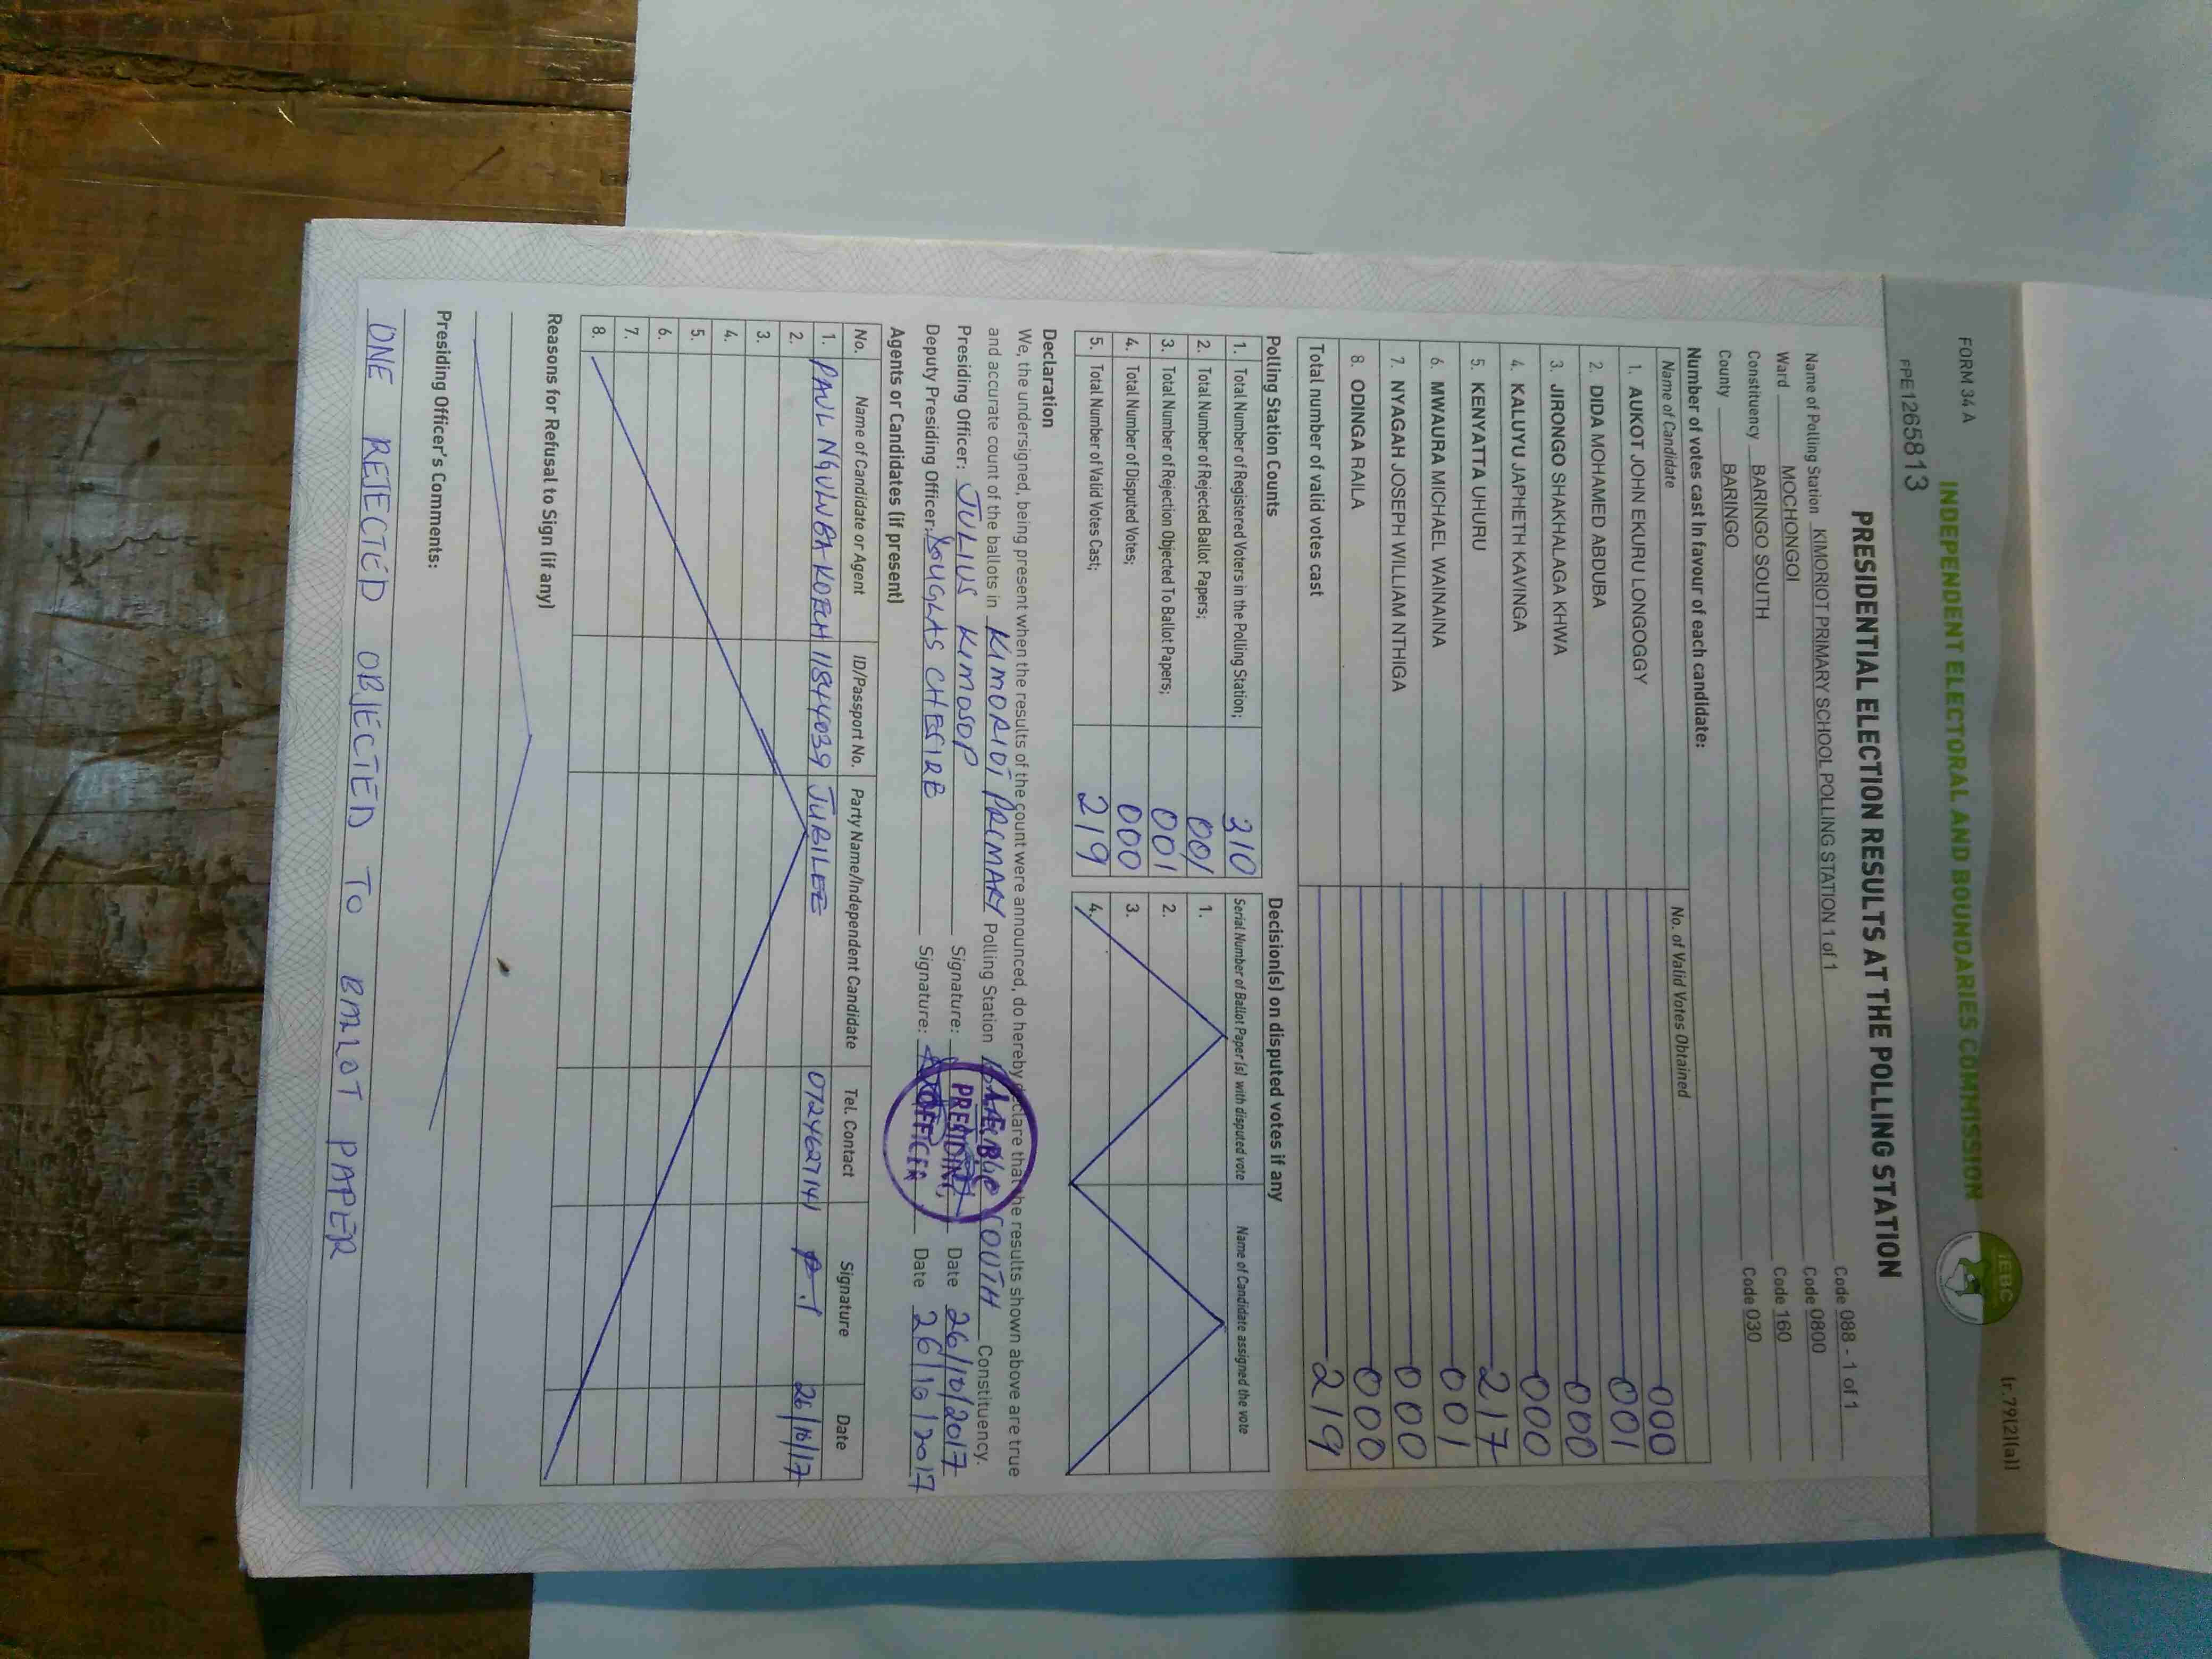 FORM 34 A
(r.79(2)(a))
INDEPENDENT ELECTORAL AND BOUNDARIES COMMISSION
IEBC
FPE1265813
PRESIDENTIAL ELECTION RESULTS AT THE POLLING STATION
Name of Polling Station KIMORIOT PRIMARY SCHOOL POLLING STATION 1 of 1 Code 088 - 1 of 1
Ward MOCHONGOI Code 0800
Constituency BARINGO SOUTH Code 160
County BARINGO Code 030
Number of votes cast in favour of each candidate:
Name of Candidate No. of Valid Votes Obtained
1. AUKOT JOHN EKURU LONGOGGY 000
2. DIDA MOHAMED ABDUBA 001
3. JIRONGO SHAKHALAGA KHWA 000
4. KALUYU JAPHETH KAVINGA 000
5. KENYATTA UHURU 217
6. MWAURA MICHAEL WAINAINA 001
7. NYAGAH JOSEPH WILLIAM NTHIGA 000
8. ODINGA RAILA 000
Total number of valid votes cast 219
Polling Station Counts
1. Total Number of Registered Voters in the Polling Station; 310
2. Total Number of Rejected Ballot Papers; 001
3. Total Number of Rejection Objected To Ballot Papers; 001
4. Total Number of Disputed Votes; 000
5. Total Number of Valid Votes Cast; 219
Decision(s) on disputed votes if any
Serial Number of Ballot Paper (s) with disputed vote Name of Candidate assigned the vote
1.
2.
3.
4.
Declaration
We, the undersigned, being present when the results of the count were announced, do hereby declare that the results shown above are true
and accurate count of the ballots in KIMORIOT PRIMARY Polling Station SOUTH Constituency.
Presiding Officer: JULIUS KIMOSOP Signature: Date 26/10/2017
Deputy Presiding Officer: DOUGLAS Signature: Date 26/10/2017
PRESIDING
OFFICER
Agents or Candidates (if present)
No. Name of Candidate or Agent ID/Passport No. Party Name/Independent Candidate Tel. Contact Signature Date
1. PAUL KOECH 11844039 JUBILEE 0724627141 26/10/17
2.
3.
4.
5.
6.
7.
8.
Reasons for Refusal to Sign (if any)
Presiding Officer's Comments:
ONE REJECTED OBJECTED TO BALLOT PAPER